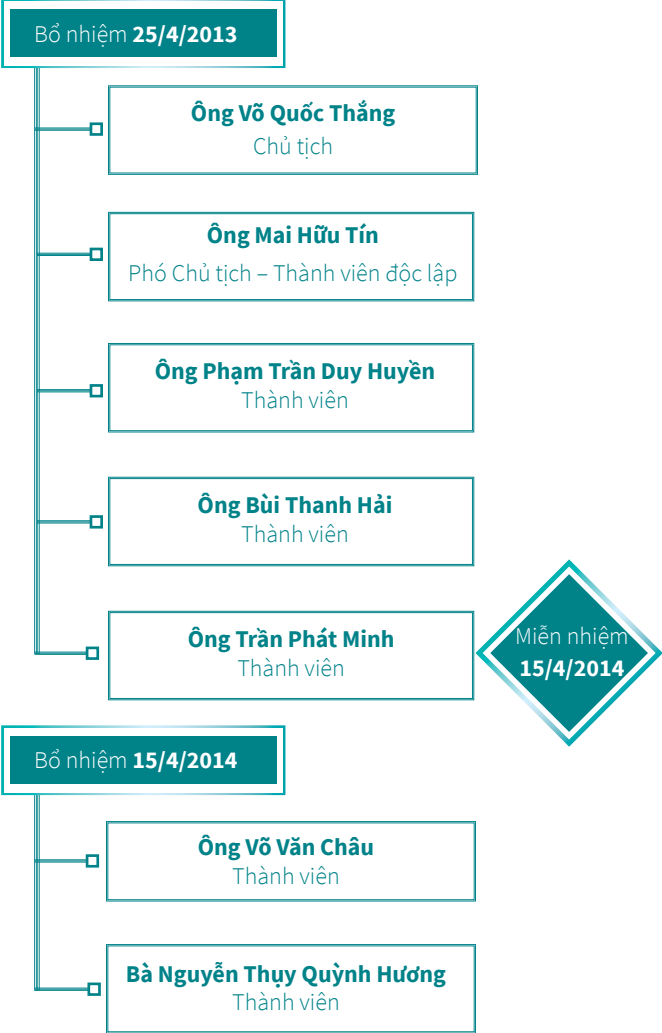 Bổ nhiệm 25/4/2013
Ông Võ Quốc Thắng
Chủ tịch
Ông Mai Hữu Tín
Phó Chủ tịch – Thành viên độc lập
Ông Phạm Trần Duy Huyền
Thành viên
Ông Bùi Thanh Hải
Thành viên
Ông Trần Phát Minh
Thành viên
Miễn nhiệm
15/4/2014
Bổ nhiệm 15/4/2014
Ông Võ Văn Châu
Thành viên
Bà Nguyễn Thụy Quỳnh Hương
Thành viên